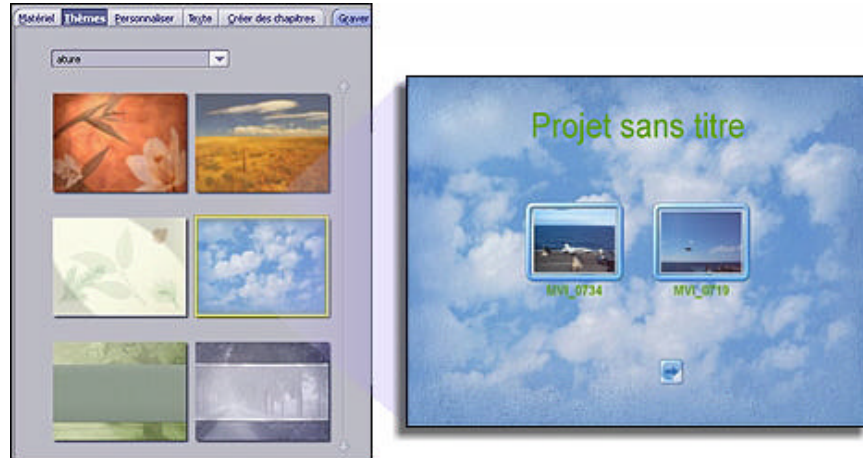 Matériel Thèmes Personnaliser Texte Créer des chapitres Graver
ature
Projet sans titre
MVI_0734 MVI_0719